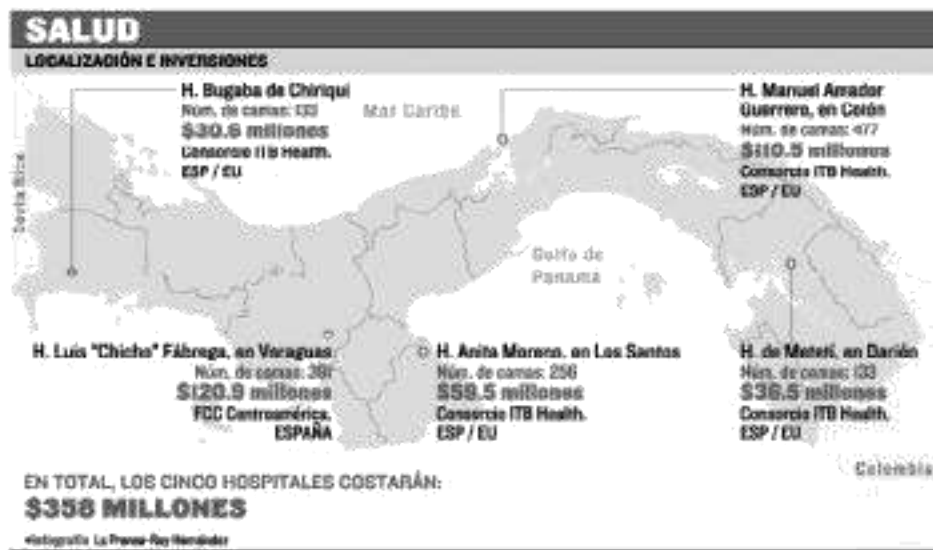 SALUD
LOCALIZACIÓN E INVERSIONES
H. Bugaba de Chiriquí
Núm. de camas: 133
$30.6 millones
Consorcio ITB Health.
ESP / EU
Mar Caribe
H. Manuel Amador
Guerrero, en Colón
Núm. de camas: 477
$110.5 millones
Consorcio ITB Health.
ESP / EU
Costa Rica
Golfo de
Panamá
H. Luis "Chicho" Fábrega, en Veraguas
Núm. de camas:
$120.9 millones
FCC Centroamérica.
ESPAÑA
H. Anita Moreno, en Los Santos
Núm. de camas: 256
$59.5 millones
Consorcio ITB Health.
ESP / EU
H. de Metetí, en Darién
Núm. de camas: 133
$36.5 millones
Consorcio ITB Health.
ESP / EU
Colombia
EN TOTAL, LOS CINCO HOSPITALES COSTARÁN:
$358 MILLONES
Infografía La Prensa-Ray Hernández